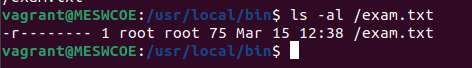 vagrant@MESWCOE:/usr/local/bin$ ls -al /exam.txt
-r-------- 1 root root 75 Mar 15 12:38 /exam.txt
vagrant@MESWCOE:/usr/local/bin$